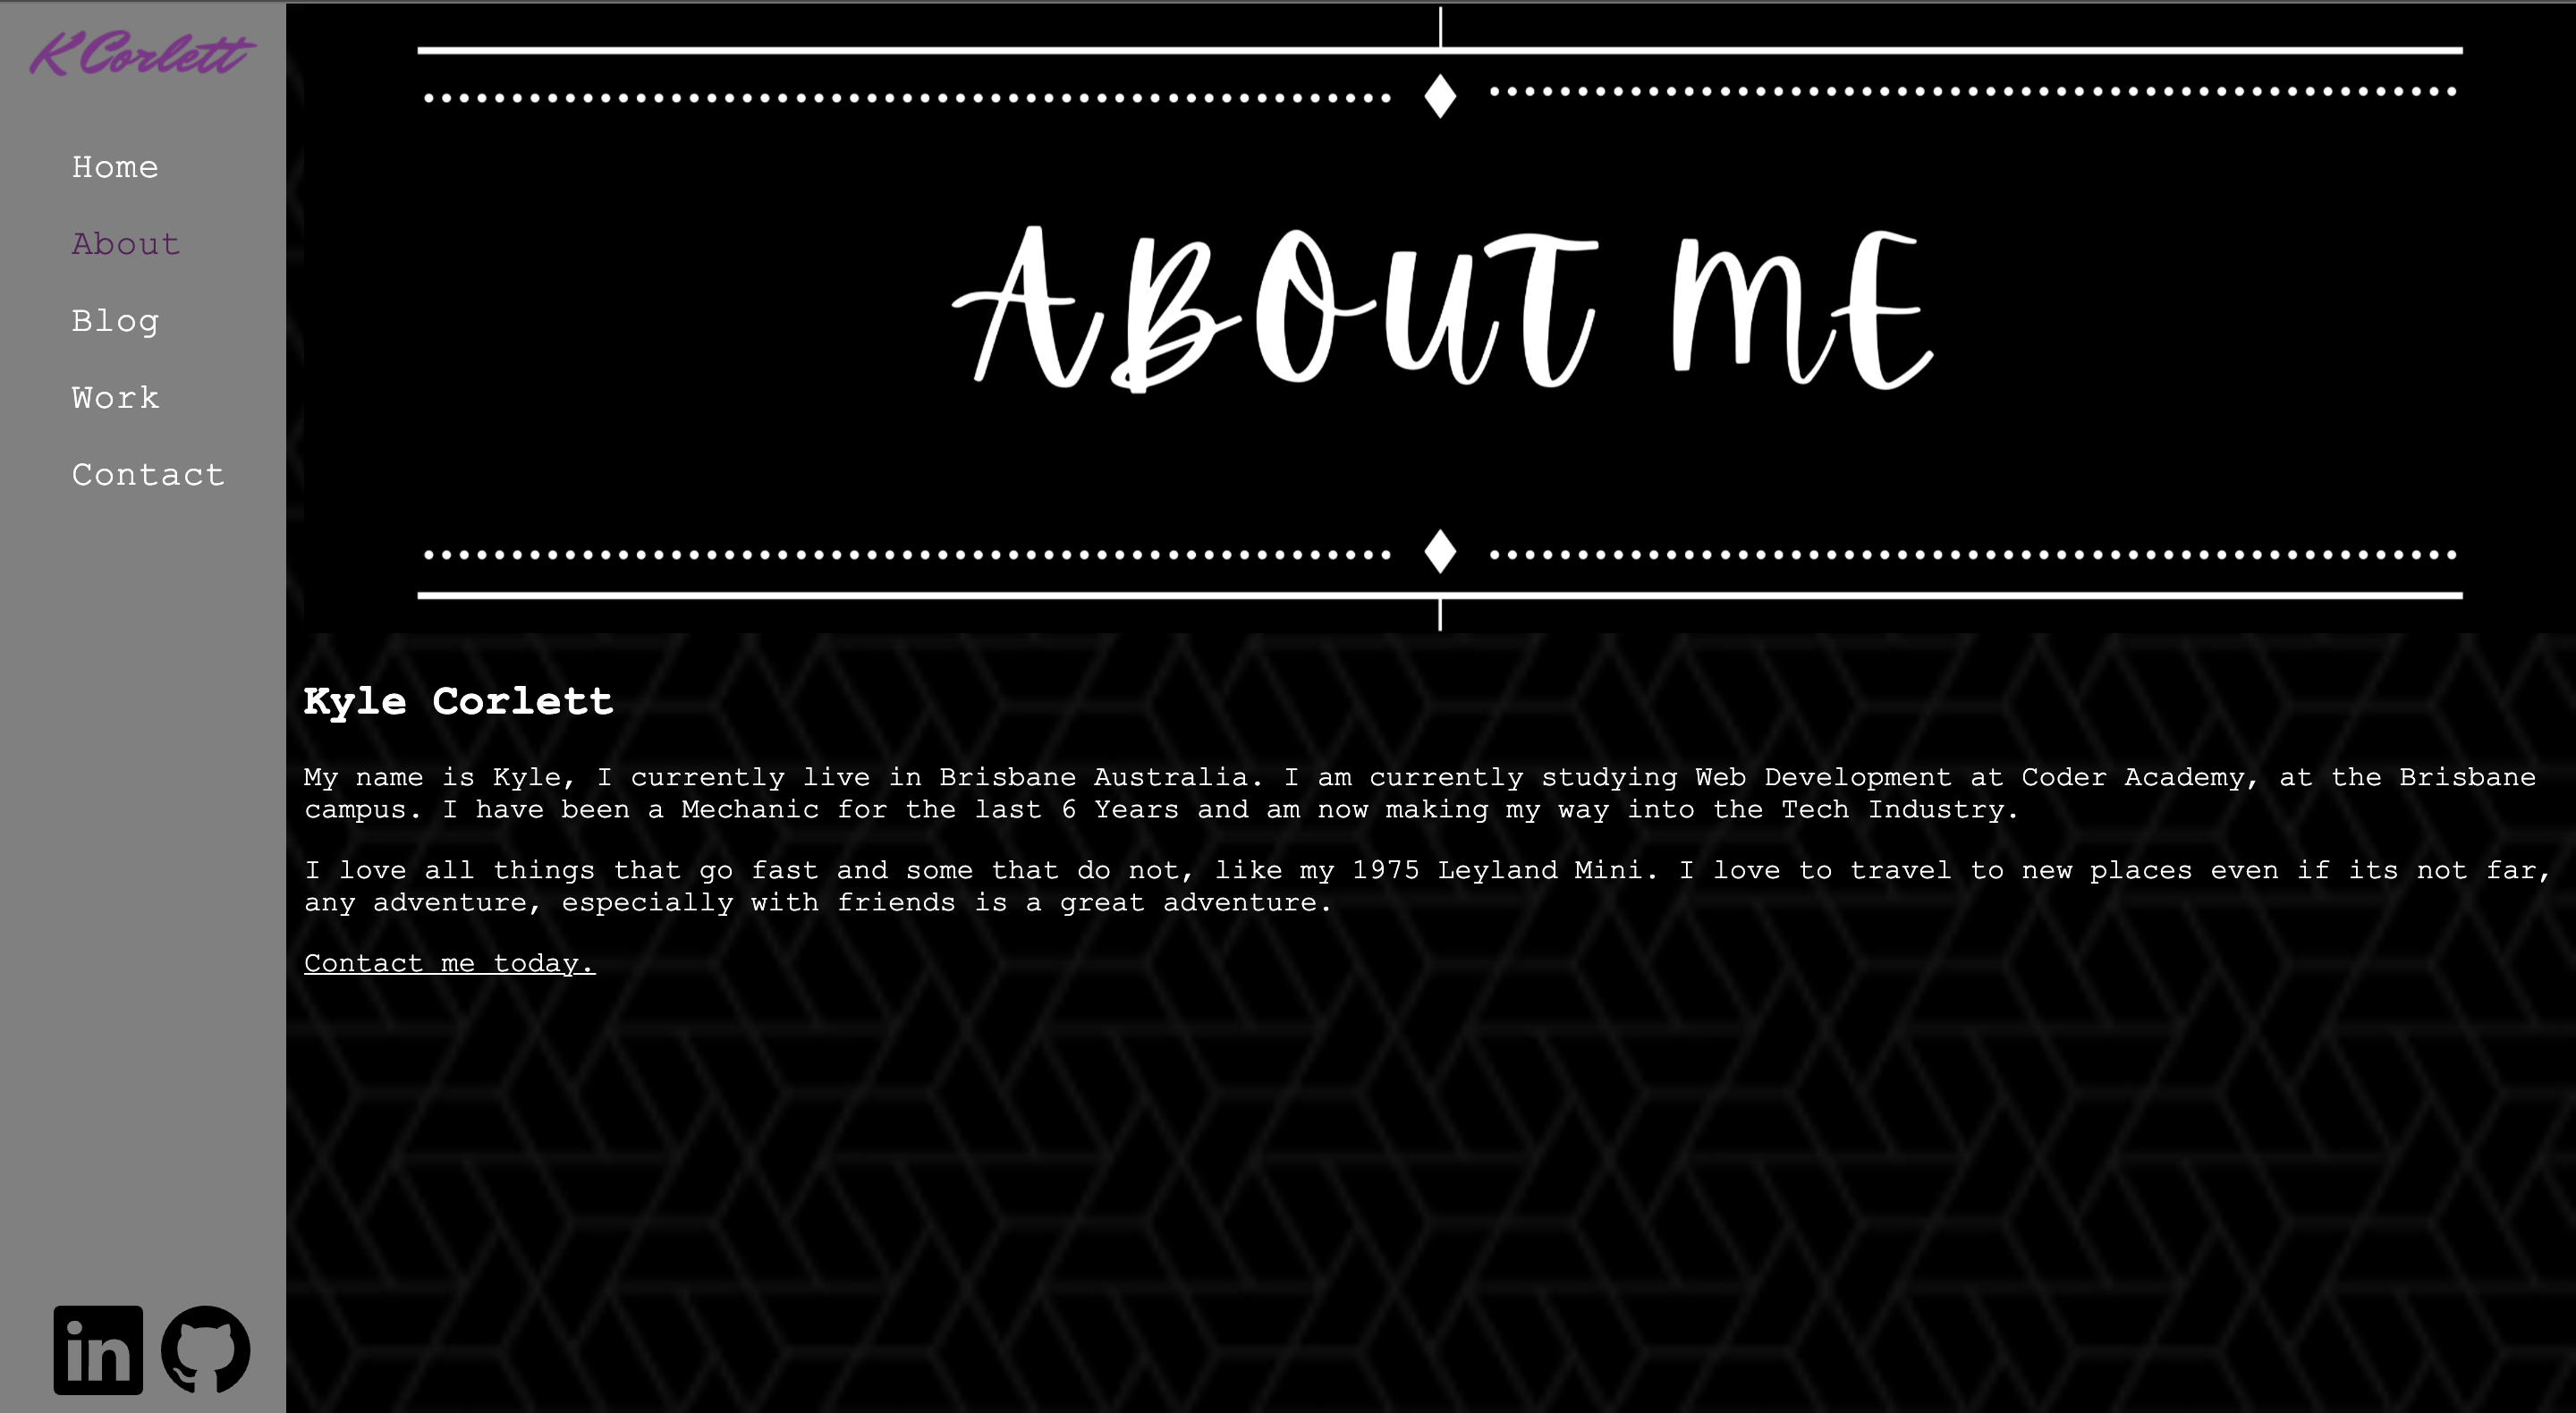 K Corlett
Home
About
Blog
Work
Contact
ABOUT ME
Kyle Corlett
My name is Kyle, I currently live in Brisbane Australia. I am currently studying Web Development at Coder Academy, at the Brisbane
campus. I have been a Mechanic for the last 6 Years and am now making my way into the Tech Industry.
I love all things that go fast and some that do not, like my 1975 Leyland Mini. I love to travel to new places even if its not far,
any adventure, especially with friends is a great adventure.
Contact me today.
in